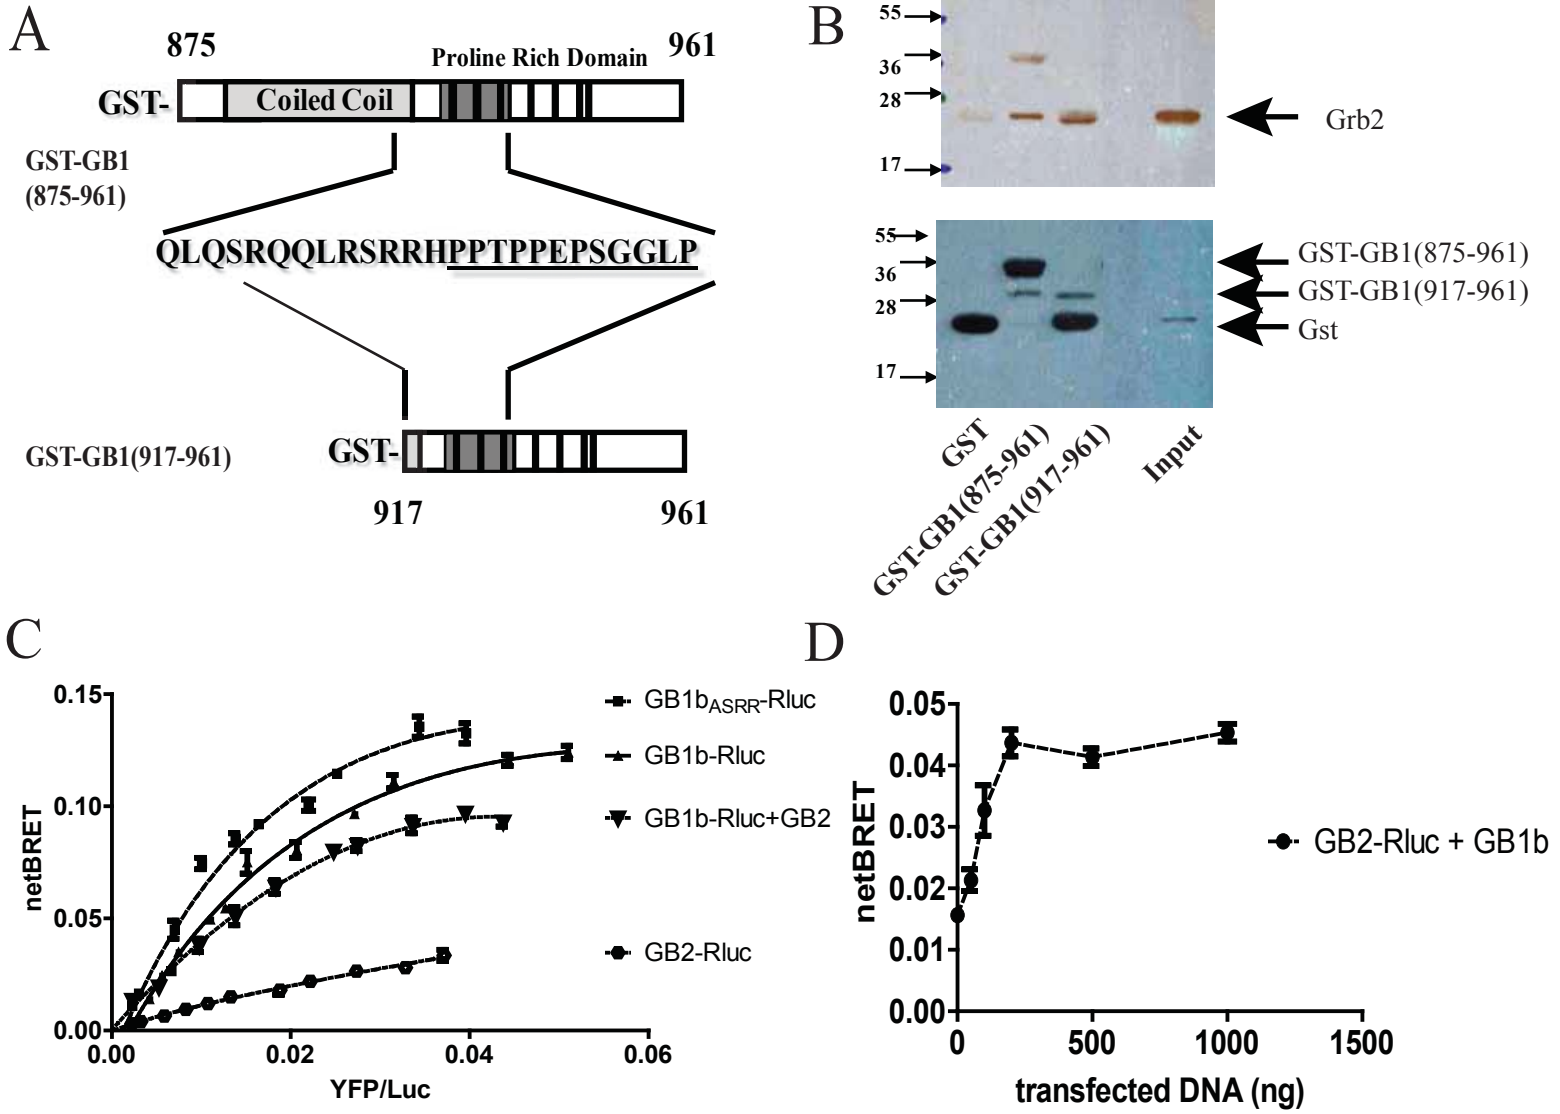 A
875
Proline Rich Domain
961
GST-
Coiled Coil
GST-GB1
(875-961)
QLQSRQQLRSRRHPPTPPEPSGGLP
GST-GB1(917-961)
GST-
917
961
B
55
36
28
17
Grb2
55
36
28
17
GST-GB1(875-961)
GST-GB1(917-961)
Gst
GST
GST-GB1(875-961)
GST-GB1(917-961)
Input
C
0.15
0.10
0.05
0.00
netBRET
0.00
0.02
0.04
0.06
YFP/Luc
GB1bASRR-Rluc
GB1b-Rluc
GB1b-Rluc+GB2
GB2-Rluc
D
0.05
0.04
0.03
0.02
0.01
0.00
netBRET
0
500
1000
1500
transfected DNA (ng)
GB2-Rluc + GB1b